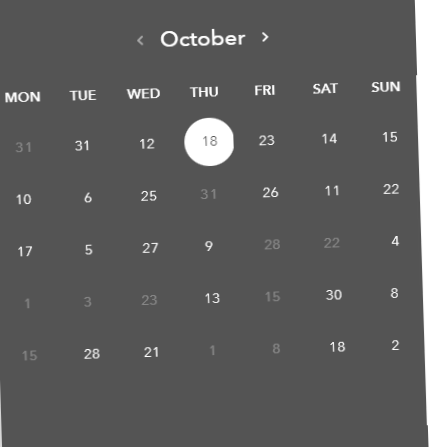 ‹ October ›
MON TUE WED THU FRI SAT SUN
31 31 12 18 23 14 15
10 6 25 31 26 11 22
17 5 27 9 28 22 4
1 3 23 13 15 30 8
15 28 21 1 8 18 2